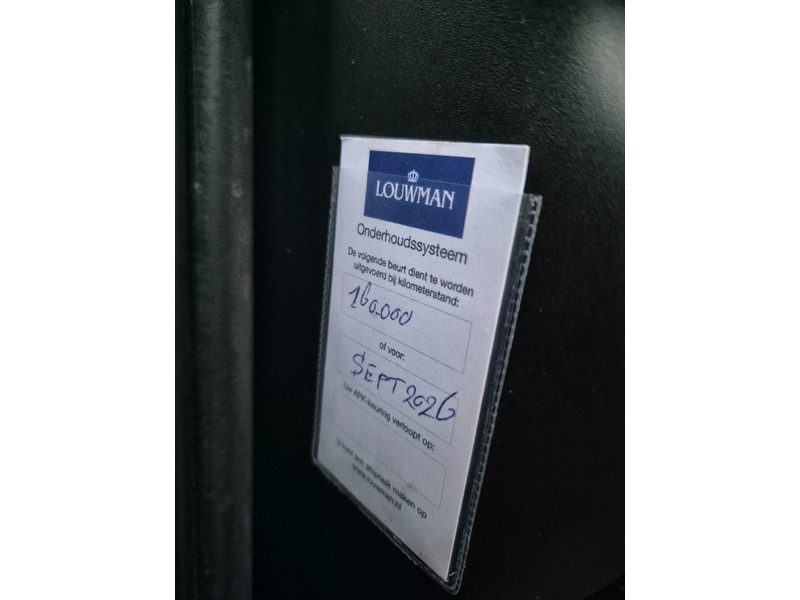 LOUWMAN
Onderhoudssysteem
De volgende beurt dient te worden
uitgevoerd bij kilometerstand:
160.000
of voor:
SEPT 2026
Uw APK-keuring verloopt op:
U kunt een afspraak maken op
www.louwman.nl